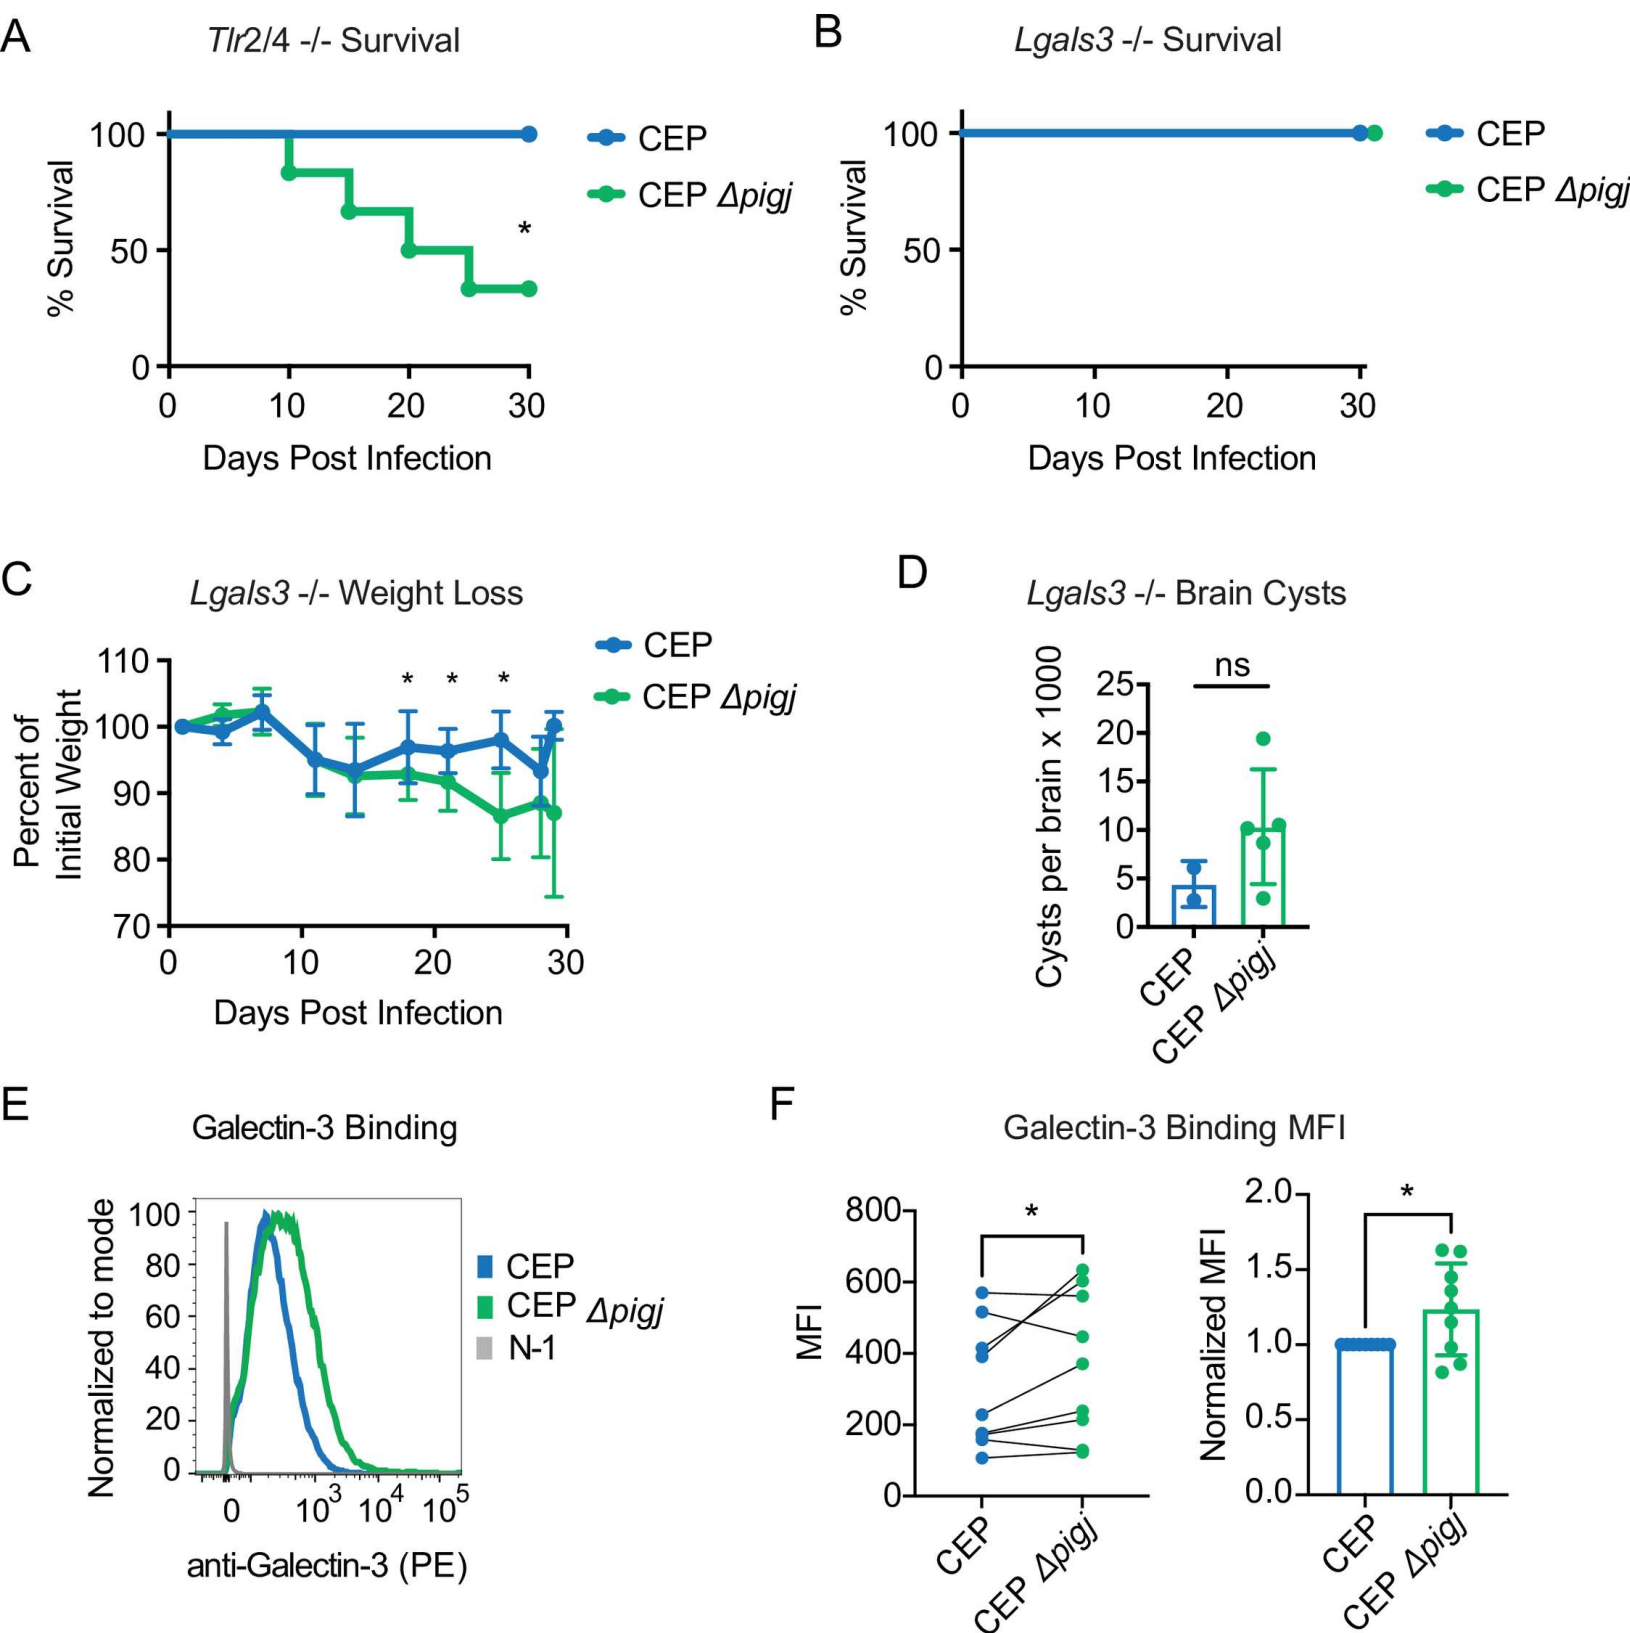 A
Tlr2/4 -/- Survival
100
50
0
% Survival
0 10 20 30
Days Post Infection
*
CEP
CEP Δpigj
B
Lgals3 -/- Survival
100
50
0
% Survival
0 10 20 30
Days Post Infection
CEP
CEP Δpigj
C
Lgals3 -/- Weight Loss
110
100
90
80
70
Percent of
Initial Weight
* * *
0 10 20 30
Days Post Infection
CEP
CEP Δpigj
D
Lgals3 -/- Brain Cysts
Cysts per brain x 1000
25
20
15
10
5
0
ns
CEP
CEP Δpigj
E
Galectin-3 Binding
Normalized to mode
100
80
60
40
20
0
0 10³ 10⁴ 10⁵
anti-Galectin-3 (PE)
CEP
CEP Δpigj
N-1
F
Galectin-3 Binding MFI
MFI
800
600
400
200
0
*
CEP
CEP Δpigj
Normalized MFI
2.0
1.5
1.0
0.5
0.0
*
CEP
CEP Δpigj